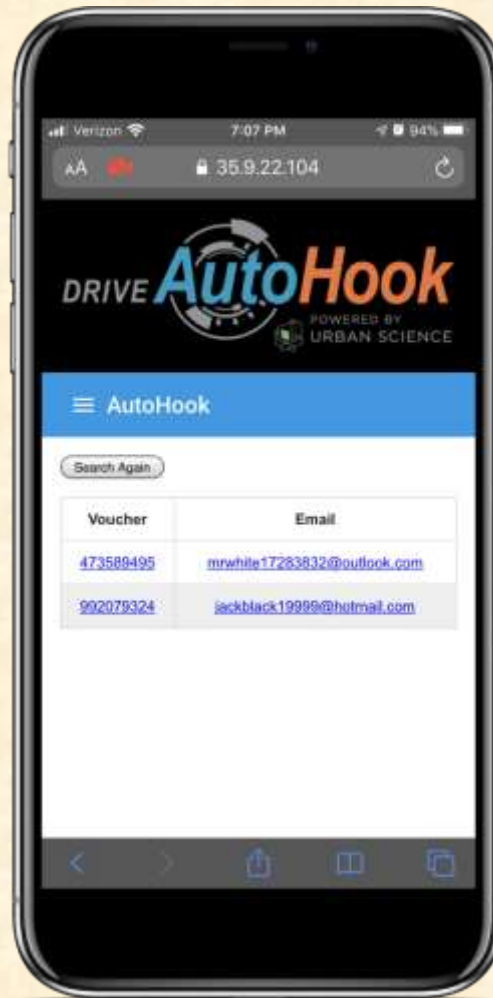 Verizon 7:07 PM 94%
AA 35.9.22.104
DRIVE AutoHook
POWERED BY
URBAN SCIENCE
AutoHook
Search Again
Voucher Email
473589495 mrwhite17283832@outlook.com
992079324 jackblack19999@hotmail.com